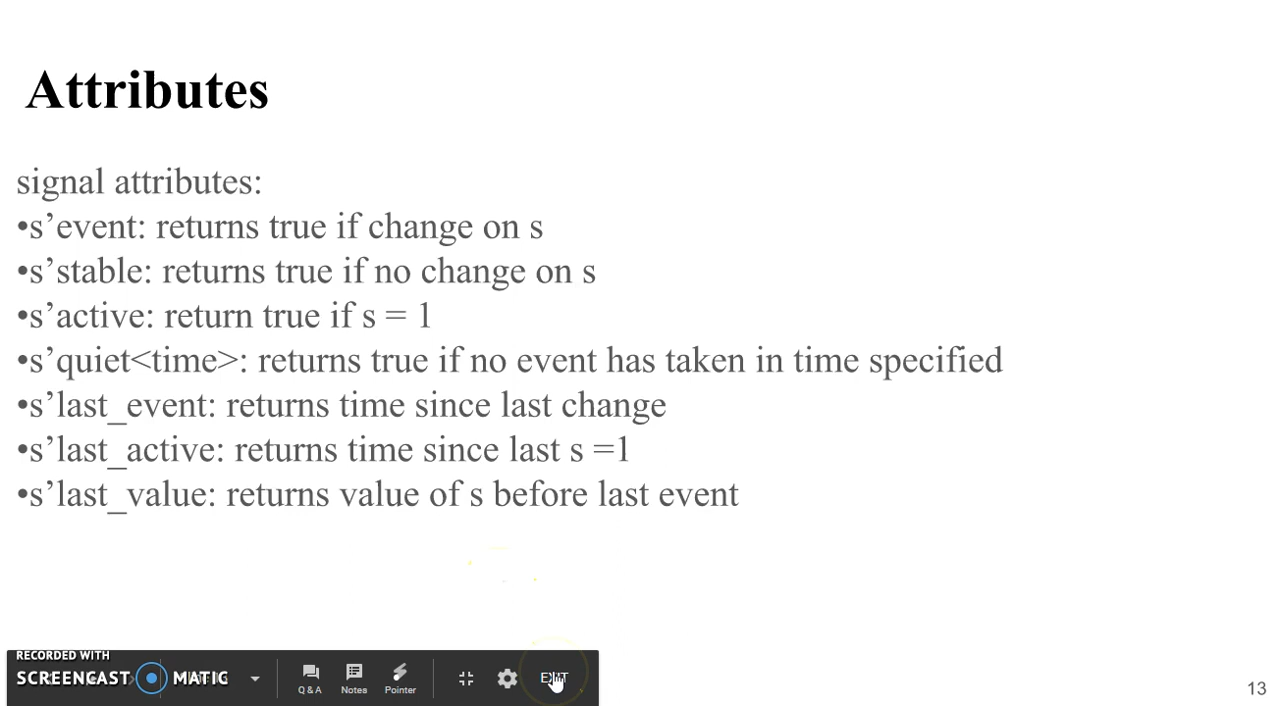 Attributes
signal attributes:
•s’event: returns true if change on s
•s’stable: returns true if no change on s
•s’active: return true if s = 1
•s’quiet<time>: returns true if no event has taken in time specified
•s’last_event: returns time since last change
•s’last_active: returns time since last s =1
•s’last_value: returns value of s before last event
RECORDED WITH
SCREENCAST MATIC
Q & A Notes Pointer
EXIT
13